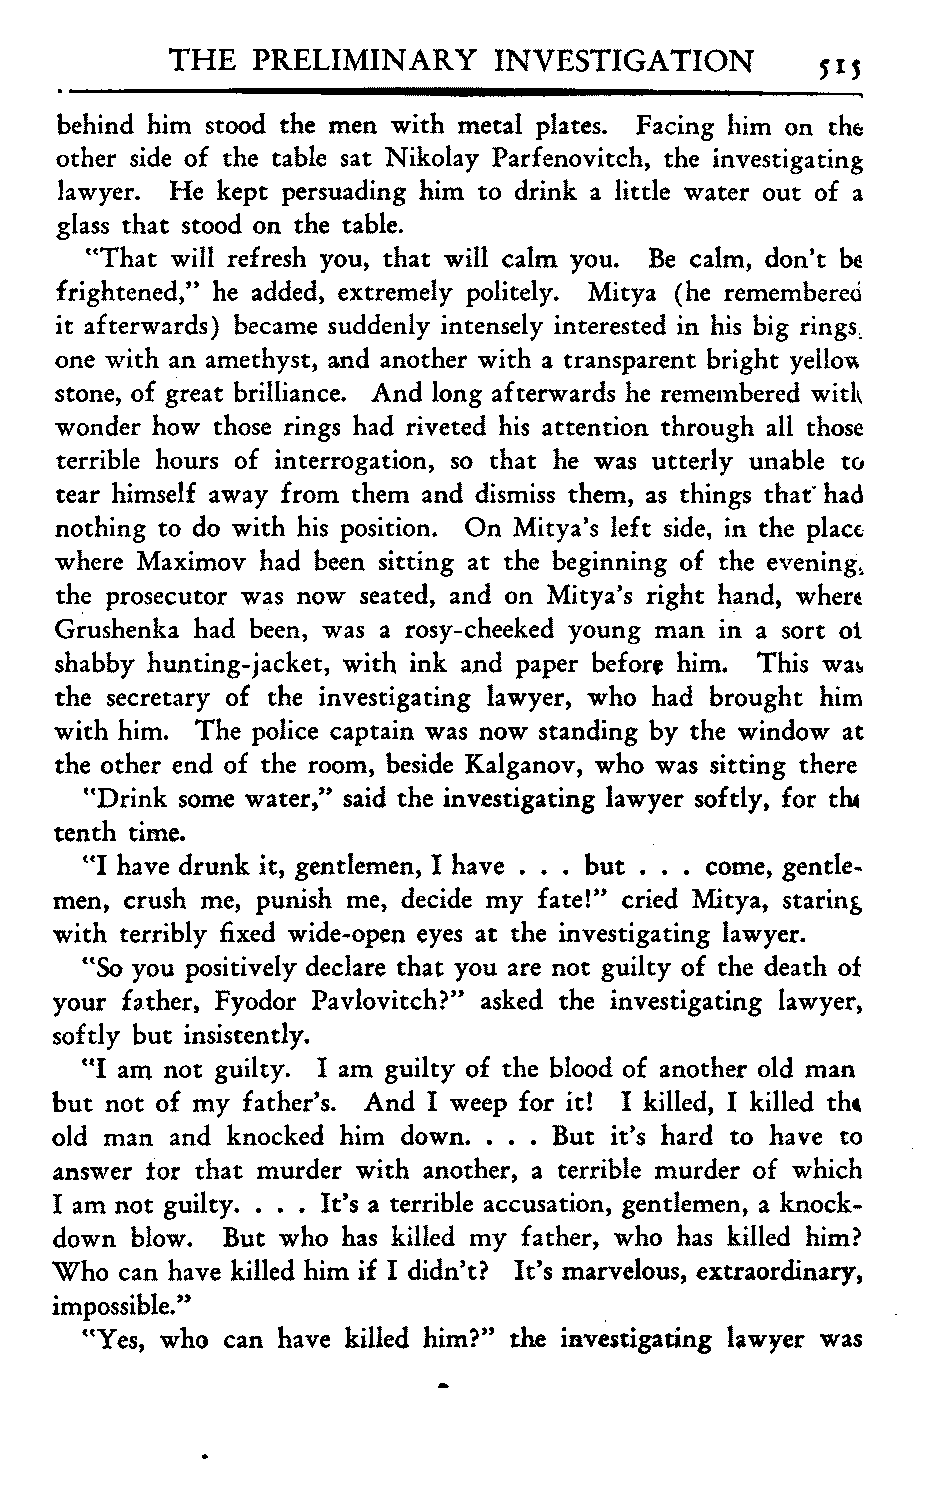 THE PRELIMINARY INVESTIGATION 515
behind him stood the men with metal plates. Facing him on the
other side of the table sat Nikolay Parfenovitch, the investigating
lawyer. He kept persuading him to drink a little water out of a
glass that stood on the table.
"That will refresh you, that will calm you. Be calm, don't be
frightened," he added, extremely politely. Mitya (he remembered
it afterwards) became suddenly intensely interested in his big rings.
one with an amethyst, and another with a transparent bright yellow
stone, of great brilliance. And long afterwards he remembered with
wonder how those rings had riveted his attention through all those
terrible hours of interrogation, so that he was utterly unable to
tear himself away from them and dismiss them, as things that had
nothing to do with his position. On Mitya's left side, in the place
where Maximov had been sitting at the beginning of the evening,
the prosecutor was now seated, and on Mitya's right hand, where
Grushenka had been, was a rosy-cheeked young man in a sort of
shabby hunting-jacket, with ink and paper before him. This was
the secretary of the investigating lawyer, who had brought him
with him. The police captain was now standing by the window at
the other end of the room, beside Kalganov, who was sitting there
"Drink some water," said the investigating lawyer softly, for the
tenth time.
"I have drunk it, gentlemen, I have . . . but . . . come, gentle-
men, crush me, punish me, decide my fate!" cried Mitya, staring
with terribly fixed wide-open eyes at the investigating lawyer.
"So you positively declare that you are not guilty of the death of
your father, Fyodor Pavlovitch?" asked the investigating lawyer,
softly but insistently.
"I am not guilty. I am guilty of the blood of another old man
but not of my father's. And I weep for it! I killed, I killed the
old man and knocked him down. . . . But it's hard to have to
answer for that murder with another, a terrible murder of which
I am not guilty. . . . It's a terrible accusation, gentlemen, a knock-
down blow. But who has killed my father, who has killed him?
Who can have killed him if I didn't? It's marvelous, extraordinary,
impossible."
"Yes, who can have killed him?" the investigating lawyer was